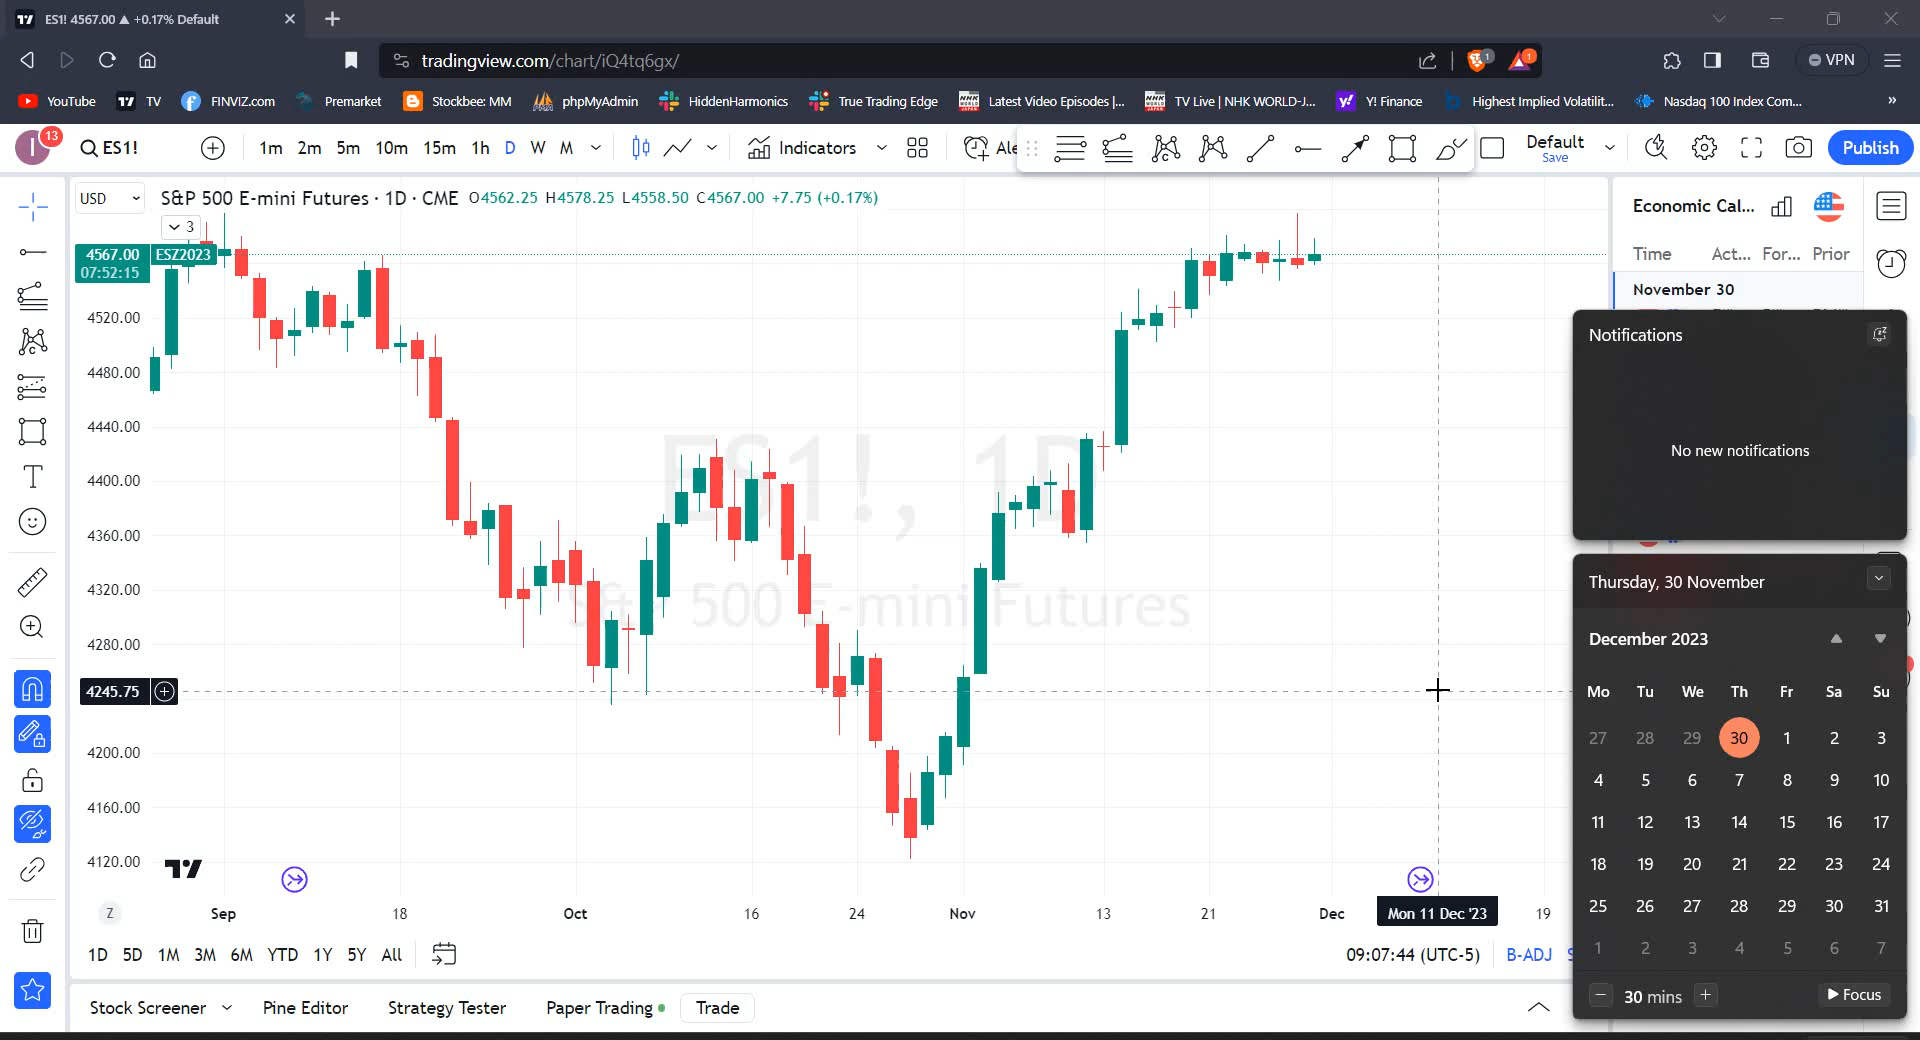 ES1! 4567.00 ▲ +0.17% Default
tradingview.com/chart/iQ4tq6gx/
1
1
VPN
YouTube
TV
FINVIZ.com
Premarket
Stockbee: MM
phpMyAdmin
HiddenHarmonics
True Trading Edge
Latest Video Episodes |...
TV Live | NHK WORLD-J...
Y! Finance
Highest Implied Volatilit...
Nasdaq 100 Index Com...
»
I
13
ES1!
1m 2m 5m 10m 15m 1h D W M
Indicators
Ale
Default
Save
Publish
USD
S&P 500 E-mini Futures · 1D · CME O4562.25 H4578.25 L4558.50 C4567.00 +7.75 (+0.17%)
3
4567.00
07:52:15
ESZ2023
4520.00
4480.00
4440.00
4400.00
4360.00
4320.00
4280.00
4245.75
4200.00
4160.00
4120.00
ES1!, 1D
S&P 500 E-mini Futures
Z
Sep 18 Oct 16 24 Nov 13 21 Dec Mon 11 Dec '23 19
1D 5D 1M 3M 6M YTD 1Y 5Y All
09:07:44 (UTC-5)
B-ADJ
Stock Screener
Pine Editor
Strategy Tester
Paper Trading
Trade
Economic Cal...
Time Act... For... Prior
November 30
Notifications
No new notifications
Thursday, 30 November
December 2023
Mo Tu We Th Fr Sa Su
27 28 29 30 1 2 3
4 5 6 7 8 9 10
11 12 13 14 15 16 17
18 19 20 21 22 23 24
25 26 27 28 29 30 31
1 2 3 4 5 6 7
30 mins
Focus